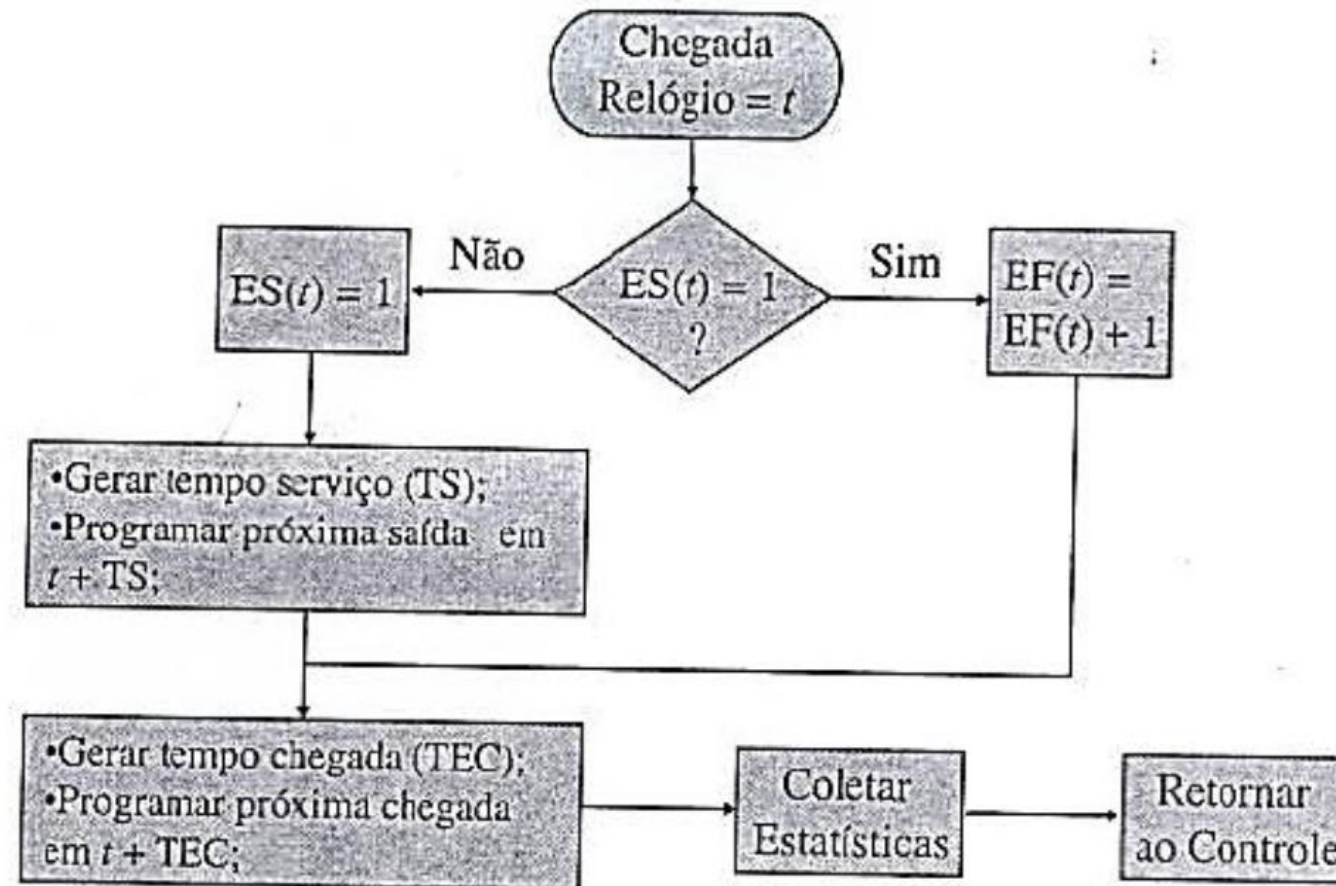 Chegada
Relógio = t
Não
ES(t) = 1
?
Sim
ES(t) = 1
EF(t) =
EF(t) + 1
•Gerar tempo serviço (TS);
•Programar próxima saída em
t + TS;
•Gerar tempo chegada (TEC);
•Programar próxima chegada
em t + TEC;
Coletar
Estatísticas
Retornar
ao Controle